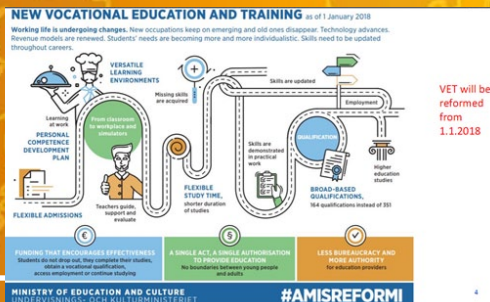 NEW VOCATIONAL EDUCATION AND TRAINING as of 1 January 2018
Working life is undergoing changes. New occupations keep on emerging and old ones disappear. Technology advances.
Revenue models are renewed. Students' needs are becoming more and more individualistic. Skills need to be updated
throughout careers.
VERSATILE
LEARNING
ENVIRONMENTS
Missing skills
are acquired
Skills are updated
Employment
VET will be
reformed
from
1.1.2018
Learning
at work
From classroom
to workplace and
simulators
PERSONAL
COMPETENCE
DEVELOPMENT
PLAN
Skills are
demonstrated
in practical
work
QUALIFICATION
Higher
education
studies
FLEXIBLE ADMISSIONS
Teachers guide,
support and
evaluate
FLEXIBLE
STUDY TIME,
shorter duration
of studies
BROAD-BASED
QUALIFICATIONS,
164 qualifications instead of 351
€
§
FUNDING THAT ENCOURAGES EFFECTIVENESS
Students do not drop out, they complete their studies,
obtain a vocational qualification,
access employment or continue studying
A SINGLE ACT, A SINGLE AUTHORISATION
TO PROVIDE EDUCATION
No boundaries between young people
and adults
LESS BUREAUCRACY AND
MORE AUTHORITY
for education providers
MINISTRY OF EDUCATION AND CULTURE
UNDERVISNINGS- OCH KULTURMINISTERIET
#AMISREFORMI
4